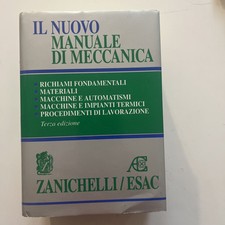 IL NUOVO
MANUALE
DI MECCANICA
RICHIAMI FONDAMENTALI
MATERIALI
MACCHINE E AUTOMATISMI
MACCHINE E IMPIANTI TERMICI
PROCEDIMENTI DI LAVORAZIONE
Terza edizione
ZANICHELLI/ESAC